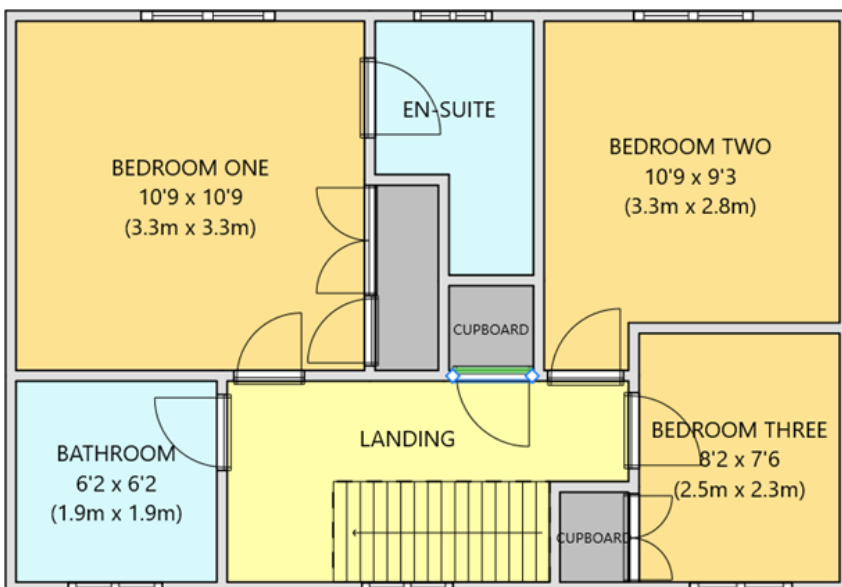 BEDROOM ONE
10'9 x 10'9
(3.3m x 3.3m)
EN-SUITE
BEDROOM TWO
10'9 x 9'3
(3.3m x 2.8m)
CUPBOARD
BATHROOM
6'2 x 6'2
(1.9m x 1.9m)
LANDING
BEDROOM THREE
8'2 x 7'6
(2.5m x 2.3m)
CUPBOARD